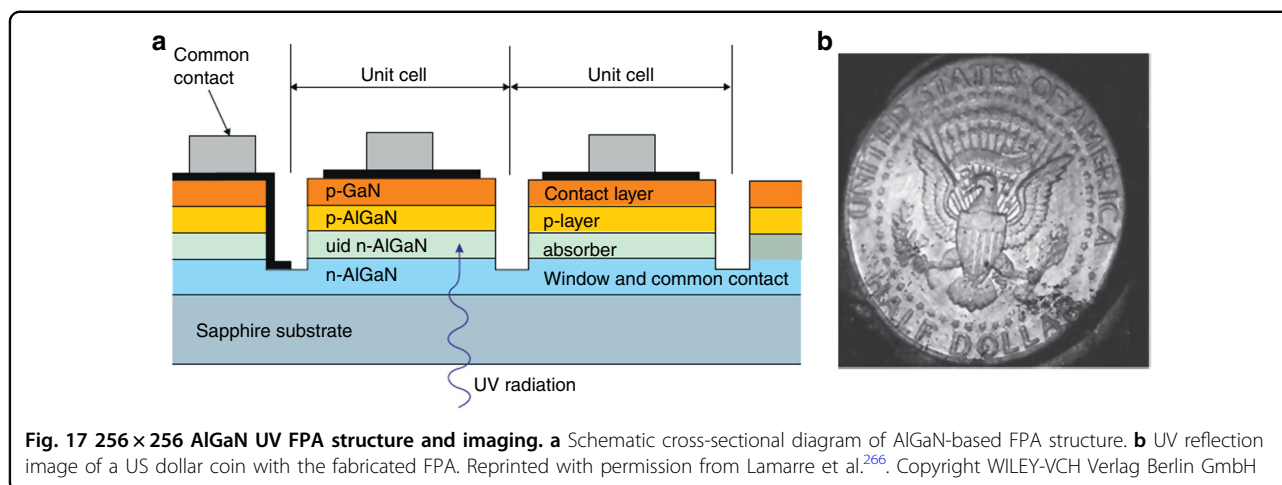 a
Common
contact
Unit cell
Unit cell
p-GaN
Contact layer
p-AlGaN
p-layer
uid n-AlGaN
absorber
n-AlGaN
Window and common contact
Sapphire substrate
UV radiation
b
UNITED STATES OF AMERICA
HALF DOLLAR
Fig. 17 256 × 256 AlGaN UV FPA structure and imaging. a Schematic cross-sectional diagram of AlGaN-based FPA structure. b UV reflection
image of a US dollar coin with the fabricated FPA. Reprinted with permission from Lamarre et al.266. Copyright WILEY-VCH Verlag Berlin GmbH